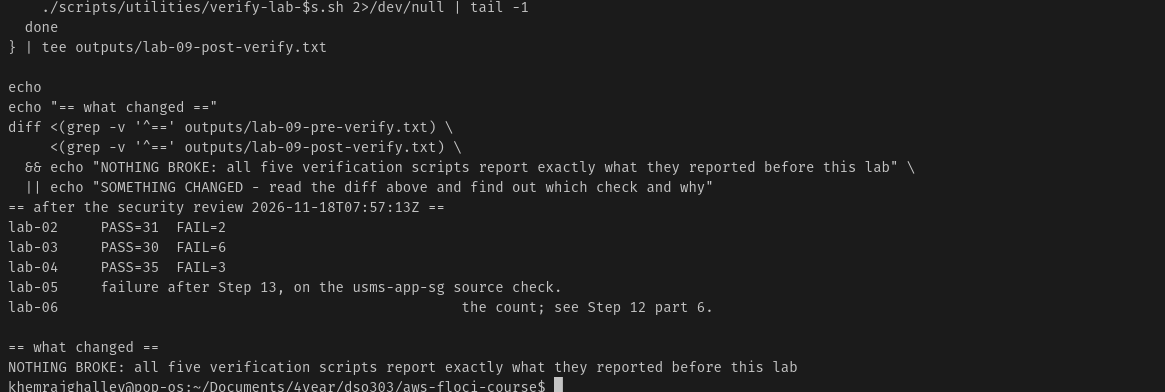 ./scripts/utilities/verify-lab-$s.sh 2>/dev/null | tail -1
done
} | tee outputs/lab-09-post-verify.txt
echo
echo "== what changed =="
diff <(grep -v '^==' outputs/lab-09-pre-verify.txt) \
<(grep -v '^==' outputs/lab-09-post-verify.txt) \
&& echo "NOTHING BROKE: all five verification scripts report exactly what they reported before this lab" \
|| echo "SOMETHING CHANGED - read the diff above and find out which check and why"
== after the security review 2026-11-18T07:57:13Z ==
lab-02 PASS=31 FAIL=2
lab-03 PASS=30 FAIL=6
lab-04 PASS=35 FAIL=3
lab-05 failure after Step 13, on the usms-app-sg source check.
lab-06 the count; see Step 12 part 6.
== what changed ==
NOTHING BROKE: all five verification scripts report exactly what they reported before this lab
khemrajghalley@pop-os:~/Documents/4year/dso303/aws-floci-course$